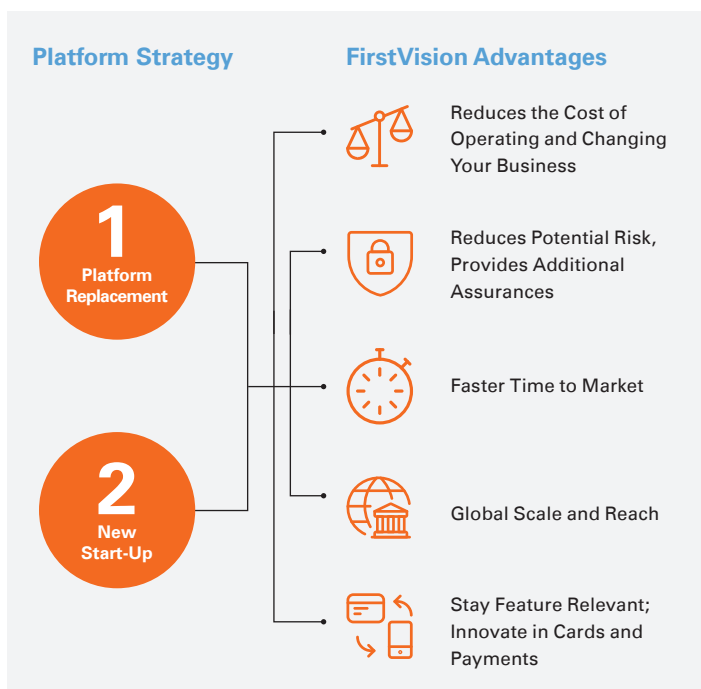 Platform Strategy
FirstVision Advantages
1
Platform
Replacement
2
New
Start-Up
Reduces the Cost of
Operating and Changing
Your Business
Reduces Potential Risk,
Provides Additional
Assurances
Faster Time to Market
Global Scale and Reach
Stay Feature Relevant;
Innovate in Cards and
Payments